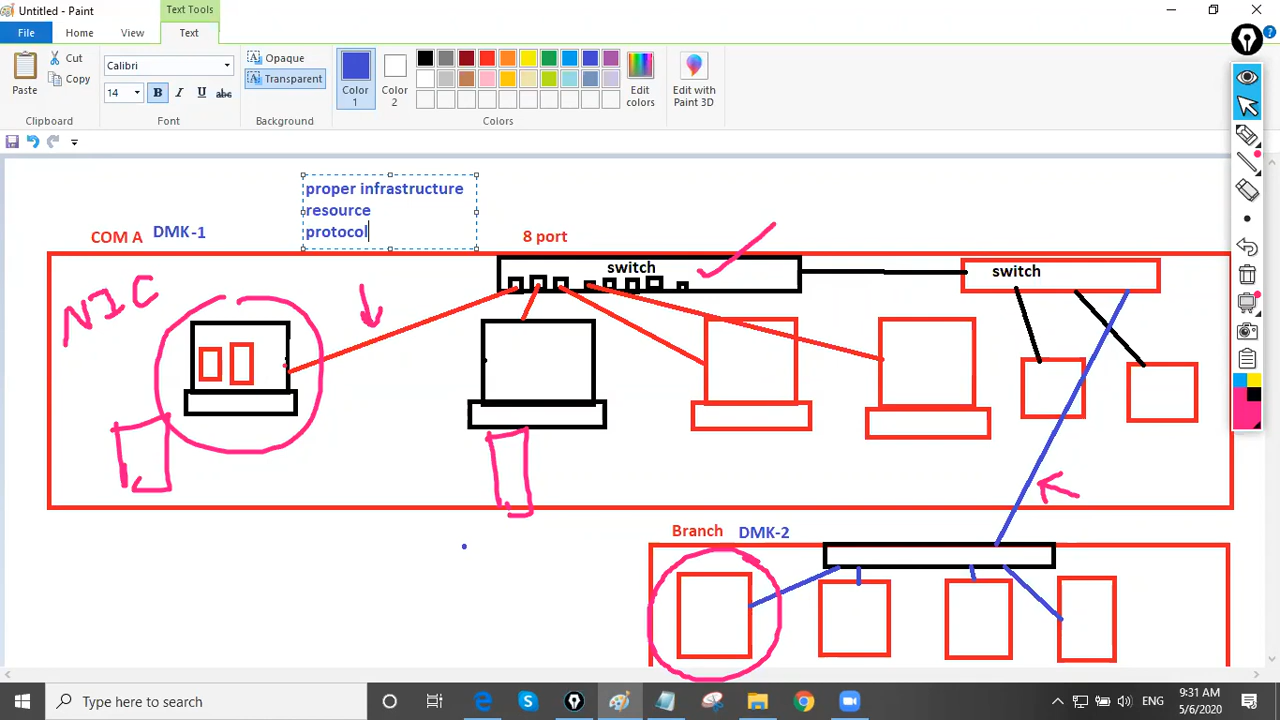 Untitled - Paint
Text Tools
File
Home
View
Text
Paste
Cut
Copy
Clipboard
Calibri
14
B
I
U
abc
Font
Opaque
Transparent
Background
Color
1
Color
2
Edit
colors
Colors
Edit with
Paint 3D
proper infrastructure
resource
protocol
COM A
DMK-1
8 port
switch
switch
NIC
Branch
DMK-2
Type here to search
ENG
9:31 AM
5/6/2020